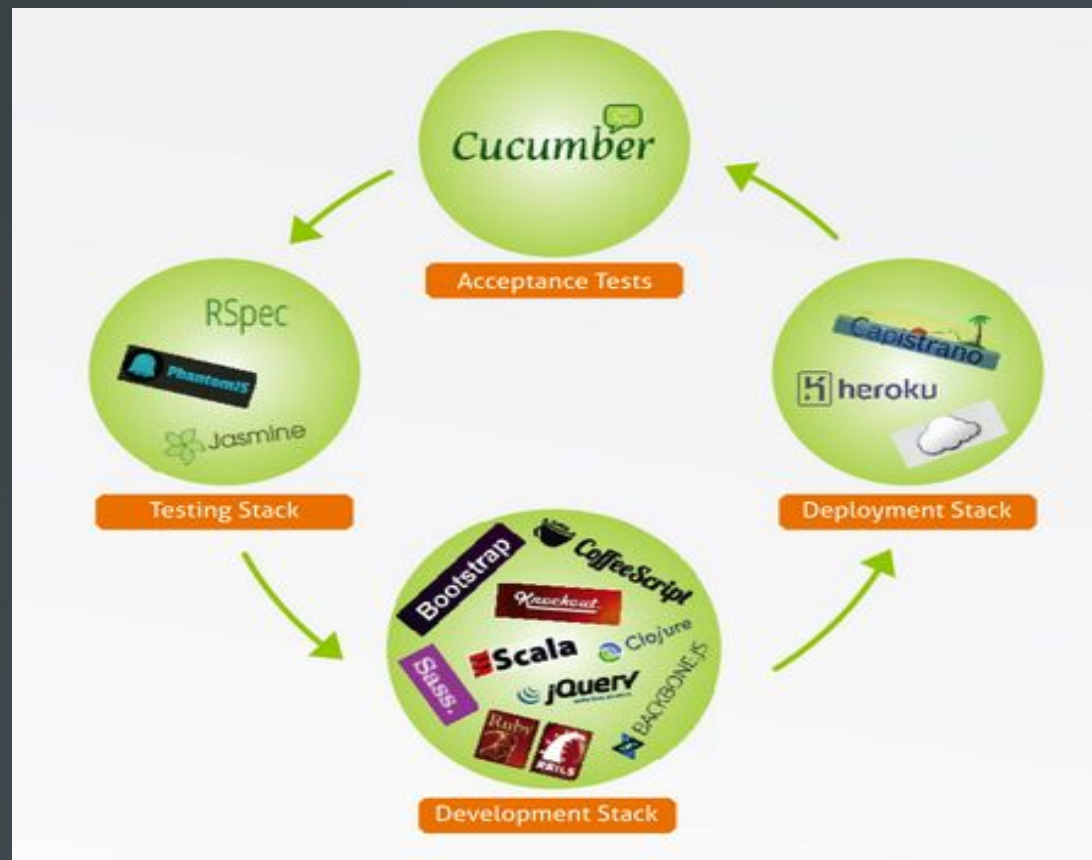 Cucumber
Acceptance Tests
RSpec
PhantomJS
Jasmine
Testing Stack
Capistrano
heroku
Deployment Stack
Bootstrap
CoffeeScript
Knockout.
Scala
Clojure
Sass.
jQuery
BACKBONE.JS
Ruby
RAILS
Development Stack